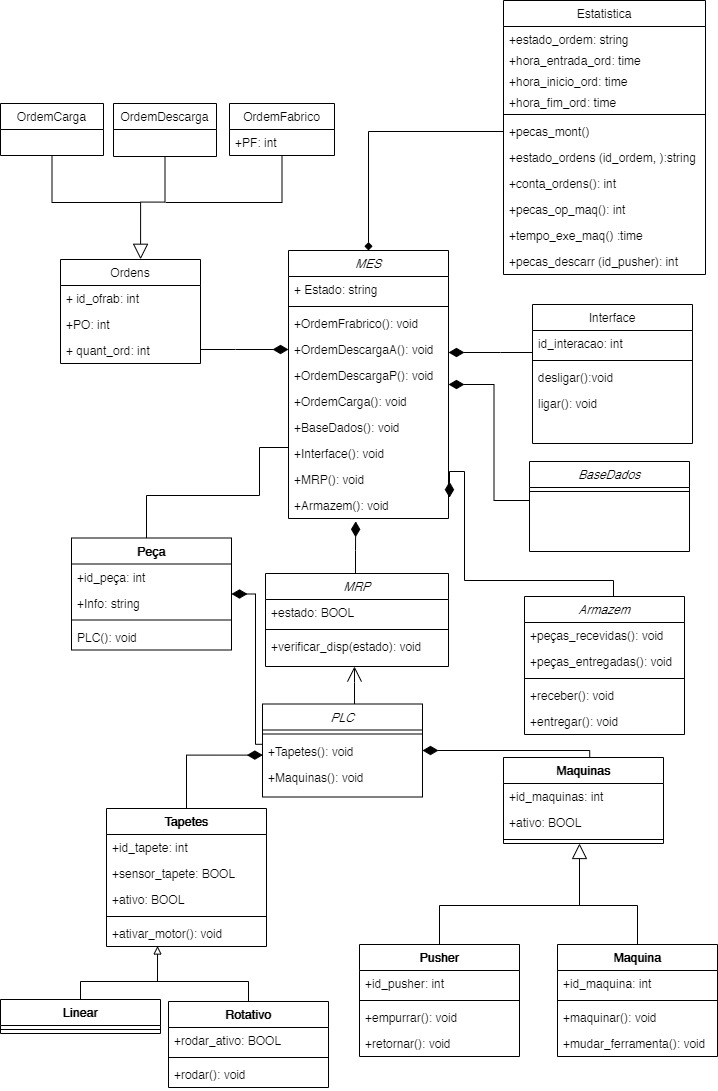 Estatistica
+estado_ordem: string
+hora_entrada_ord: time
+hora_inicio_ord: time
+hora_fim_ord: time
+pecas_mont()
+estado_ordens (id_ordem, ):string
+conta_ordens(): int
+pecas_op_maq(): int
+tempo_exe_maq() :time
+pecas_descarr (id_pusher): int
OrdemCarga
OrdemDescarga
OrdemFabrico
+PF: int
Ordens
+ id_ofrab: int
+PO: int
+ quant_ord: int
MES
+ Estado: string
+OrdemFrabrico(): void
+OrdemDescargaA(): void
+OrdemDescargaP(): void
+OrdemCarga(): void
+BaseDados(): void
+Interface(): void
+MRP(): void
+Armazem(): void
Interface
id_interacao: int
desligar():void
ligar(): void
BaseDados
Peça
+id_peça: int
+Info: string
PLC(): void
MRP
+estado: BOOL
+verificar_disp(estado): void
Armazem
+peças_recevidas(): void
+peças_entregadas(): void
+receber(): void
+entregar(): void
PLC
+Tapetes(): void
+Maquinas(): void
Maquinas
+id_maquinas: int
+ativo: BOOL
Tapetes
+id_tapete: int
+sensor_tapete: BOOL
+ativo: BOOL
+ativar_motor(): void
Pusher
+id_pusher: int
+empurrar(): void
+retornar(): void
Maquina
+id_maquina: int
+maquinar(): void
+mudar_ferramenta(): void
Linear
Rotativo
+rodar_ativo: BOOL
+rodar(): void